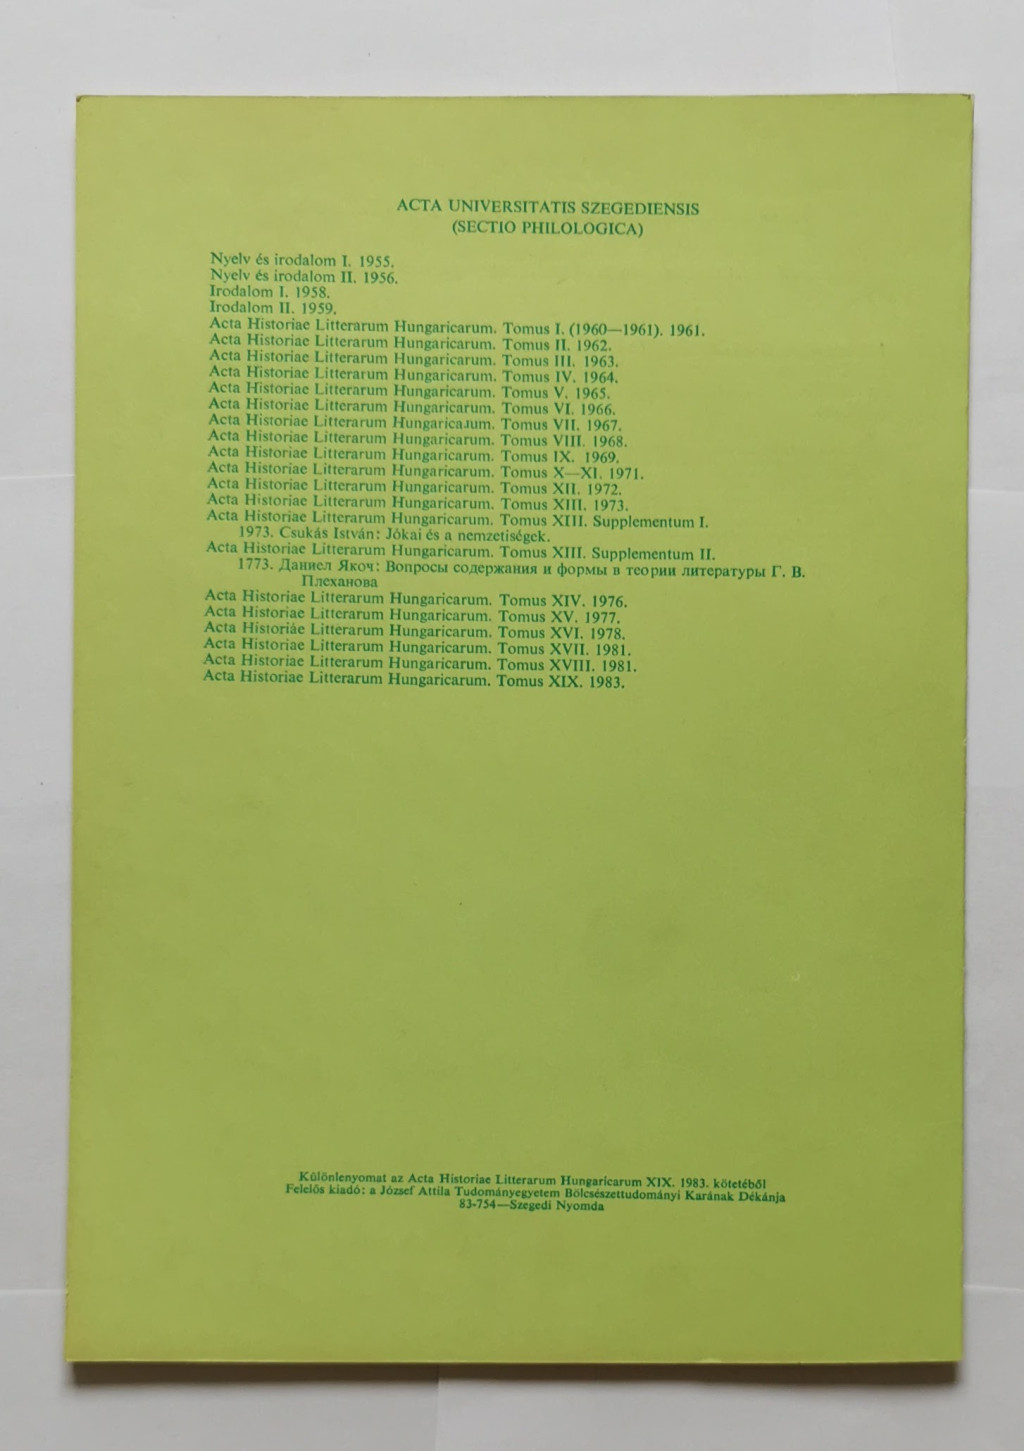 ACTA UNIVERSITATIS SZEGEDIENSIS
(SECTIO PHILOLOGICA)
Nyelv és irodalom I. 1955.
Nyelv és irodalom II. 1956.
Irodalom I. 1958.
Irodalom II. 1959.
Acta Historiae Litterarum Hungaricarum. Tomus I. (1960—1961). 1961.
Acta Historiae Litterarum Hungaricarum. Tomus II. 1962.
Acta Historiae Litterarum Hungaricarum. Tomus III. 1963.
Acta Historiae Litterarum Hungaricarum. Tomus IV. 1964.
Acta Historiae Litterarum Hungaricarum. Tomus V. 1965.
Acta Historiae Litterarum Hungaricarum. Tomus VI. 1966.
Acta Historiae Litterarum Hungaricarum. Tomus VII. 1967.
Acta Historiae Litterarum Hungaricarum. Tomus VIII. 1968.
Acta Historiae Litterarum Hungaricarum. Tomus IX. 1969.
Acta Historiae Litterarum Hungaricarum. Tomus X—XI. 1971.
Acta Historiae Litterarum Hungaricarum. Tomus XII. 1972.
Acta Historiae Litterarum Hungaricarum. Tomus XIII. 1973.
Acta Historiae Litterarum Hungaricarum. Tomus XIII. Supplementum I.
1973. Csukás István: Jókai és a nemzetiségek.
Acta Historiae Litterarum Hungaricarum. Tomus XIII. Supplementum II.
1773. Даниел Якоч: Вопросы содержания и формы в теории литературы Г. В.
Плеханова
Acta Historiae Litterarum Hungaricarum. Tomus XIV. 1976.
Acta Historiae Litterarum Hungaricarum. Tomus XV. 1977.
Acta Historiáe Litterarum Hungaricarum. Tomus XVI. 1978.
Acta Historiae Litterarum Hungaricarum. Tomus XVII. 1981.
Acta Historiae Litterarum Hungaricarum. Tomus XVIII. 1981.
Acta Historiae Litterarum Hungaricarum. Tomus XIX. 1983.
Különlenyomat az Acta Historiae Litterarum Hungaricarum XIX. 1983. kötetéből
Felelős kiadó: a József Attila Tudományegyetem Bölcsészettudományi Karának Dékánja
83-754—Szegedi Nyomda